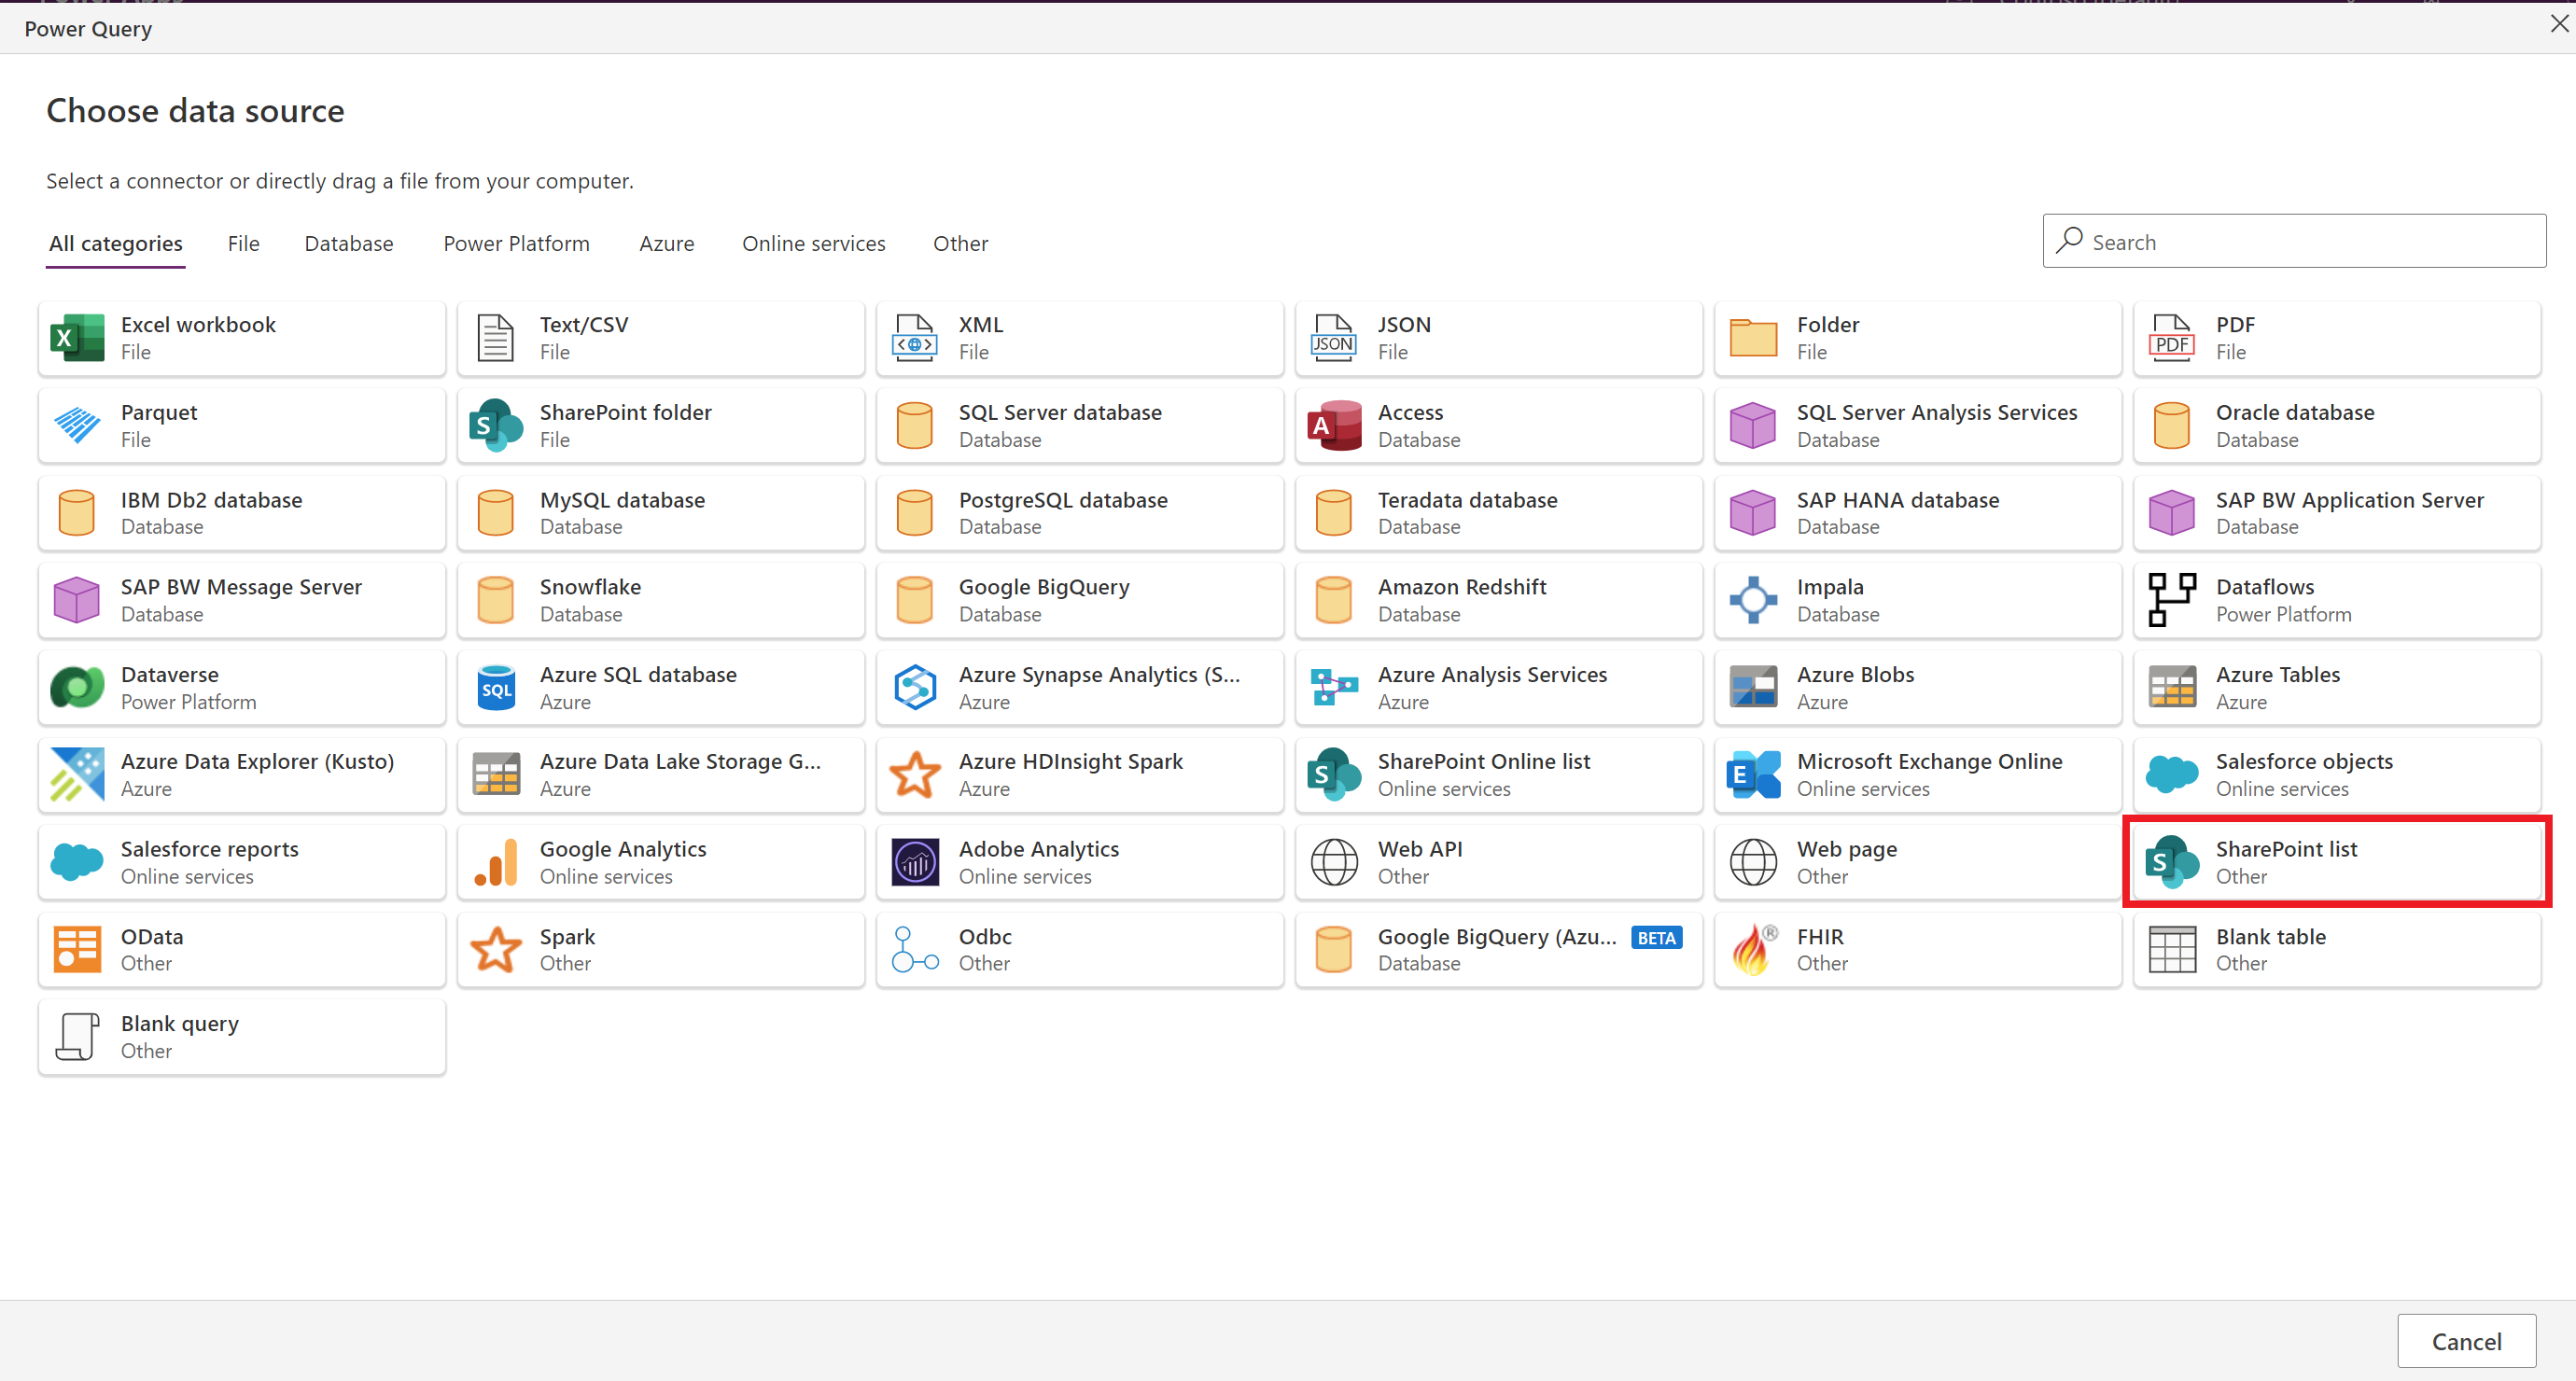 Power Query
Choose data source
Select a connector or directly drag a file from your computer.
All categories File Database Power Platform Azure Online services Other
Search
Excel workbook
File
Text/CSV
File
XML
File
JSON
JSON
File
Folder
File
PDF
PDF
File
Parquet
File
SharePoint folder
File
SQL Server database
Database
Access
Database
SQL Server Analysis Services
Database
Oracle database
Database
IBM Db2 database
Database
MySQL database
Database
PostgreSQL database
Database
Teradata database
Database
SAP HANA database
Database
SAP BW Application Server
Database
SAP BW Message Server
Database
Snowflake
Database
Google BigQuery
Database
Amazon Redshift
Database
Impala
Database
Dataflows
Power Platform
Dataverse
Power Platform
SQL
Azure SQL database
Azure
Azure Synapse Analytics (S...
Azure
Azure Analysis Services
Azure
Azure Blobs
Azure
Azure Tables
Azure
Azure Data Explorer (Kusto)
Azure
Azure Data Lake Storage G...
Azure
Azure HDInsight Spark
Azure
SharePoint Online list
Online services
Microsoft Exchange Online
Online services
Salesforce objects
Online services
Salesforce reports
Online services
Google Analytics
Online services
Adobe Analytics
Online services
Web API
Other
Web page
Other
SharePoint list
Other
OData
Other
Spark
Other
Odbc
Other
Google BigQuery (Azu... BETA
Database
FHIR
Other
Blank table
Other
Blank query
Other
Cancel